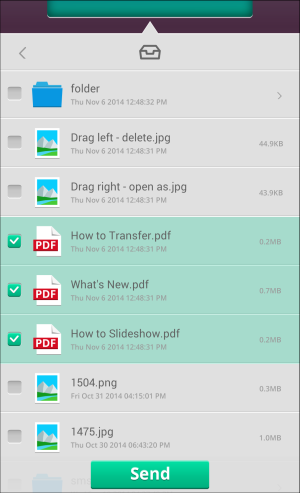 folder
Thu Nov 6 2014 12:48:32 PM
Drag left - delete.jpg
Thu Nov 6 2014 12:48:31 PM
44,9KB
Drag right - open as.jpg
Thu Nov 6 2014 12:48:31 PM
43.9KB
How to Transfer.pdf
Thu Nov 6 2014 12:48:31 PM
0.2MB
PDF
What's New.pdf
Thu Nov 6 2014 12:48:31 PM
0.7MB
PDF
How to Slideshow.pdf
Thu Nov 6 2014 12:48:31 PM
0.2MB
PDF
1504.png
Fri Oct 31 2014 04:15:01 PM
0.3MB
1475.jpg
Thu Oct 30 2014 06:43:20 PM
1,0MB
Send